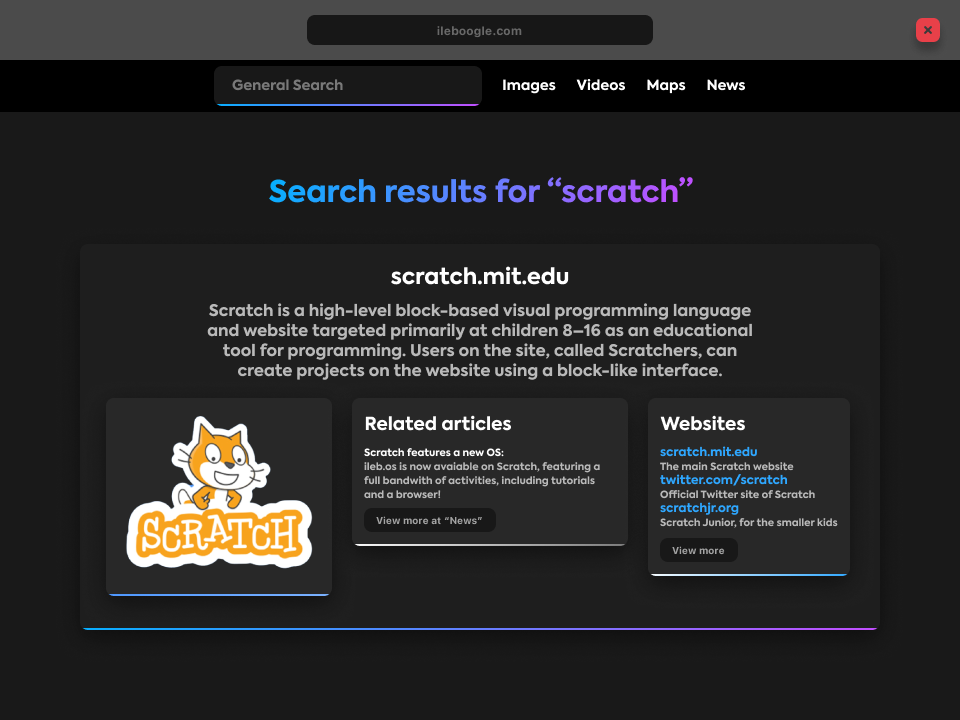 ileboogle.com
General Search Images Videos Maps News
Search results for “scratch”
scratch.mit.edu
Scratch is a high-level block-based visual programming language
and website targeted primarily at children 8–16 as an educational
tool for programming. Users on the site, called Scratchers, can
create projects on the website using a block-like interface.
SCRATCH
Related articles
Scratch features a new OS:
ileb.os is now avaiable on Scratch, featuring a
full bandwith of activities, including tutorials
and a browser!
View more at “News”
Websites
scratch.mit.edu
The main Scratch website
twitter.com/scratch
Official Twitter site of Scratch
scratchjr.org
Scratch Junior, for the smaller kids
View more